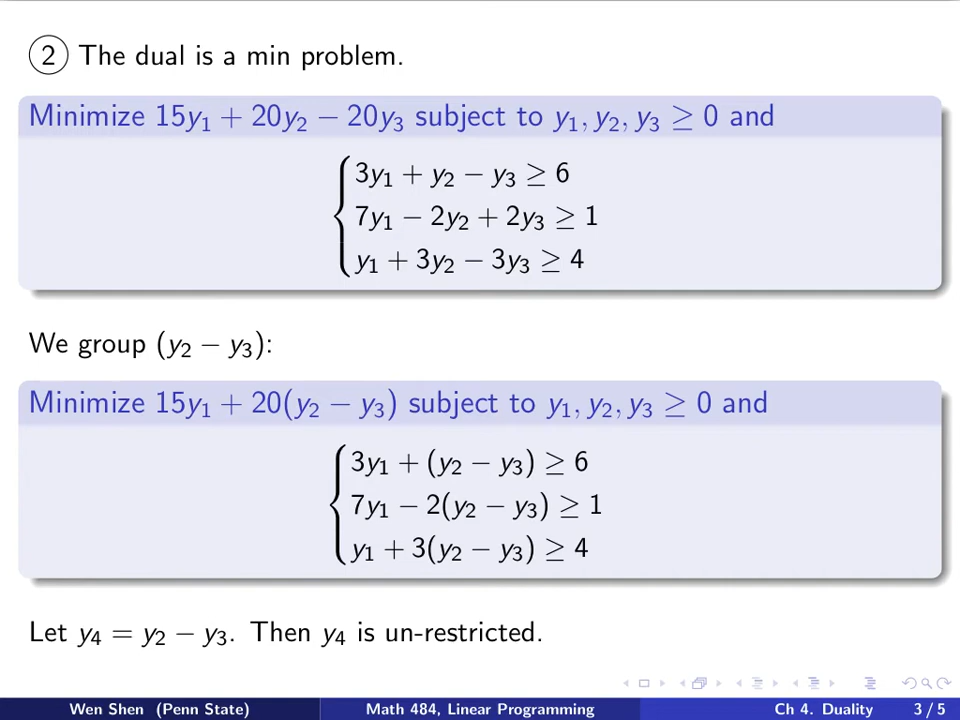 2 The dual is a min problem.
Minimize 15y₁ + 20y₂ − 20y₃ subject to y₁, y₂, y₃ ≥ 0 and
3y₁ + y₂ − y₃ ≥ 6
7y₁ − 2y₂ + 2y₃ ≥ 1
y₁ + 3y₂ − 3y₃ ≥ 4
We group (y₂ − y₃):
Minimize 15y₁ + 20(y₂ − y₃) subject to y₁, y₂, y₃ ≥ 0 and
3y₁ + (y₂ − y₃) ≥ 6
7y₁ − 2(y₂ − y₃) ≥ 1
y₁ + 3(y₂ − y₃) ≥ 4
Let y₄ = y₂ − y₃. Then y₄ is un-restricted.
Wen Shen (Penn State) Math 484, Linear Programming Ch 4. Duality 3 / 5